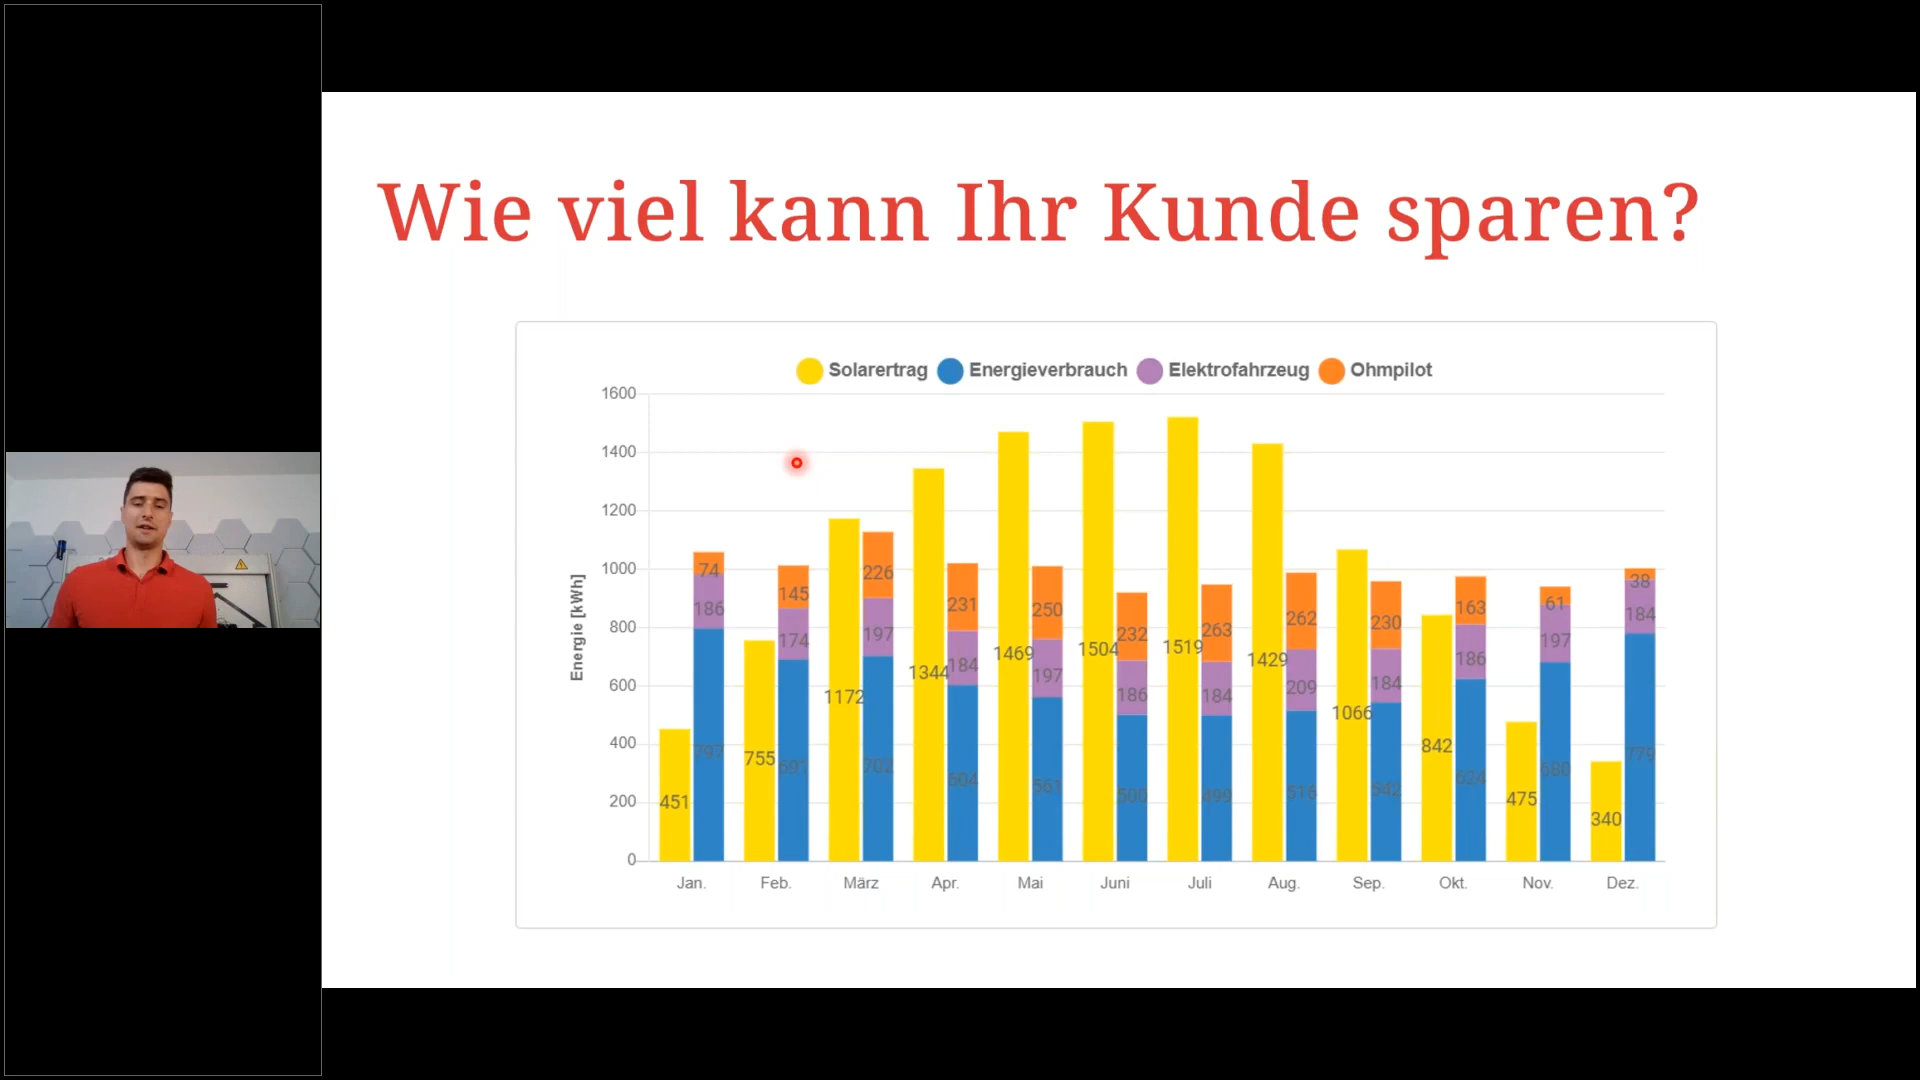 Wie viel kann Ihr Kunde sparen?
Solarertrag Energieverbrauch Elektrofahrzeug Ohmpilot
Energie [kWh]
1600
1400
1200
1000
800
600
400
200
0
451 797 186 74
755 691 174 145
1172 702 197 226
1344 604 184 231
1469 561 197 250
1504 500 186 232
1519 499 184 263
1429 516 209 262
1066 542 184 230
842 624 186 163
475 680 197 61
340 779 184 38
Jan. Feb. März Apr. Mai Juni Juli Aug. Sep. Okt. Nov. Dez.